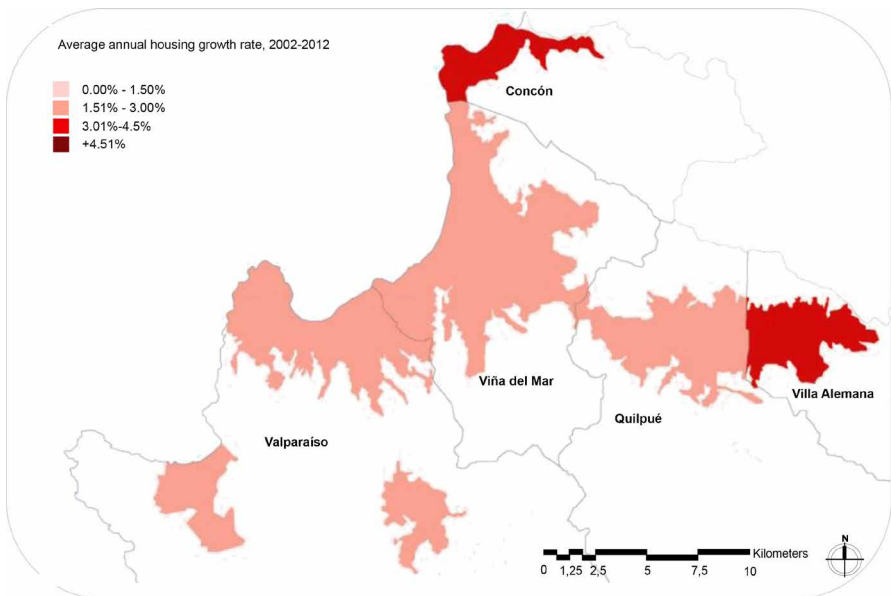 Average annual housing growth rate, 2002-2012
0.00% - 1.50%
1.51% - 3.00%
3.01%-4.5%
+4.51%
Concón
Viña del Mar
Villa Alemana
Quilpué
Valparaíso
N
Kilometers
0 1,25 2,5 5 7,5 10